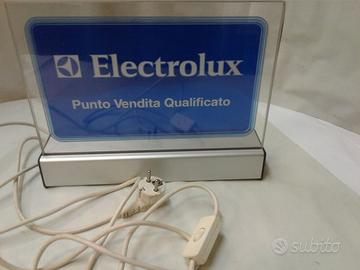 Electrolux
Punto Vendita Qualificato
subito